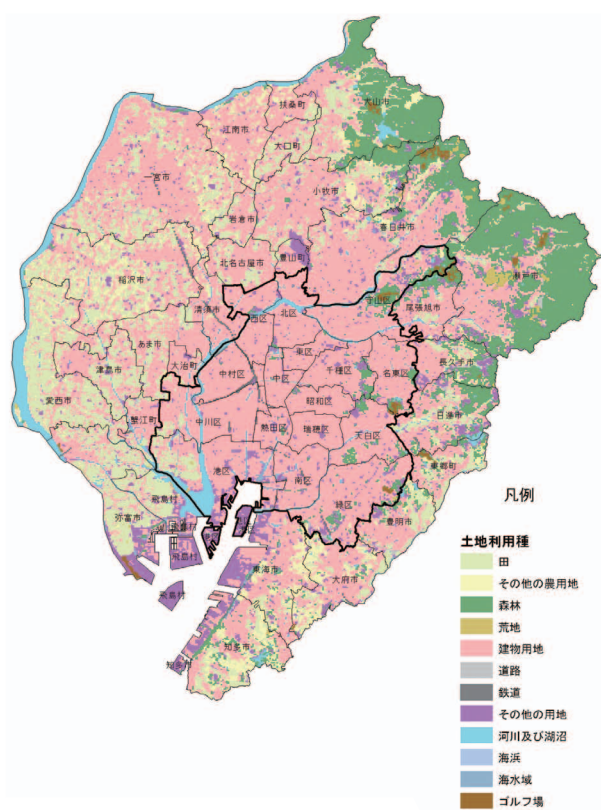 犬山市
扶桑町
江南市
大口町
一宮市
小牧市
岩倉市
春日井市
豊山町
北名古屋市
稲沢市
瀬戸市
守山区
尾張旭市
清須市
西区
北区
あま市
東区
長久手市
津島市
大治町
中村区
千種区
名東区
中区
愛西市
昭和区
日進市
蟹江町
中川区
熱田区
瑞穂区
天白区
東郷町
港区
南区
飛島村
緑区
弥富市
豊明市
飛島村
東海市
大府市
飛島村
知多市
知多市
凡例
土地利用種
田
その他の農用地
森林
荒地
建物用地
道路
鉄道
その他の用地
河川及び湖沼
海浜
海水域
ゴルフ場